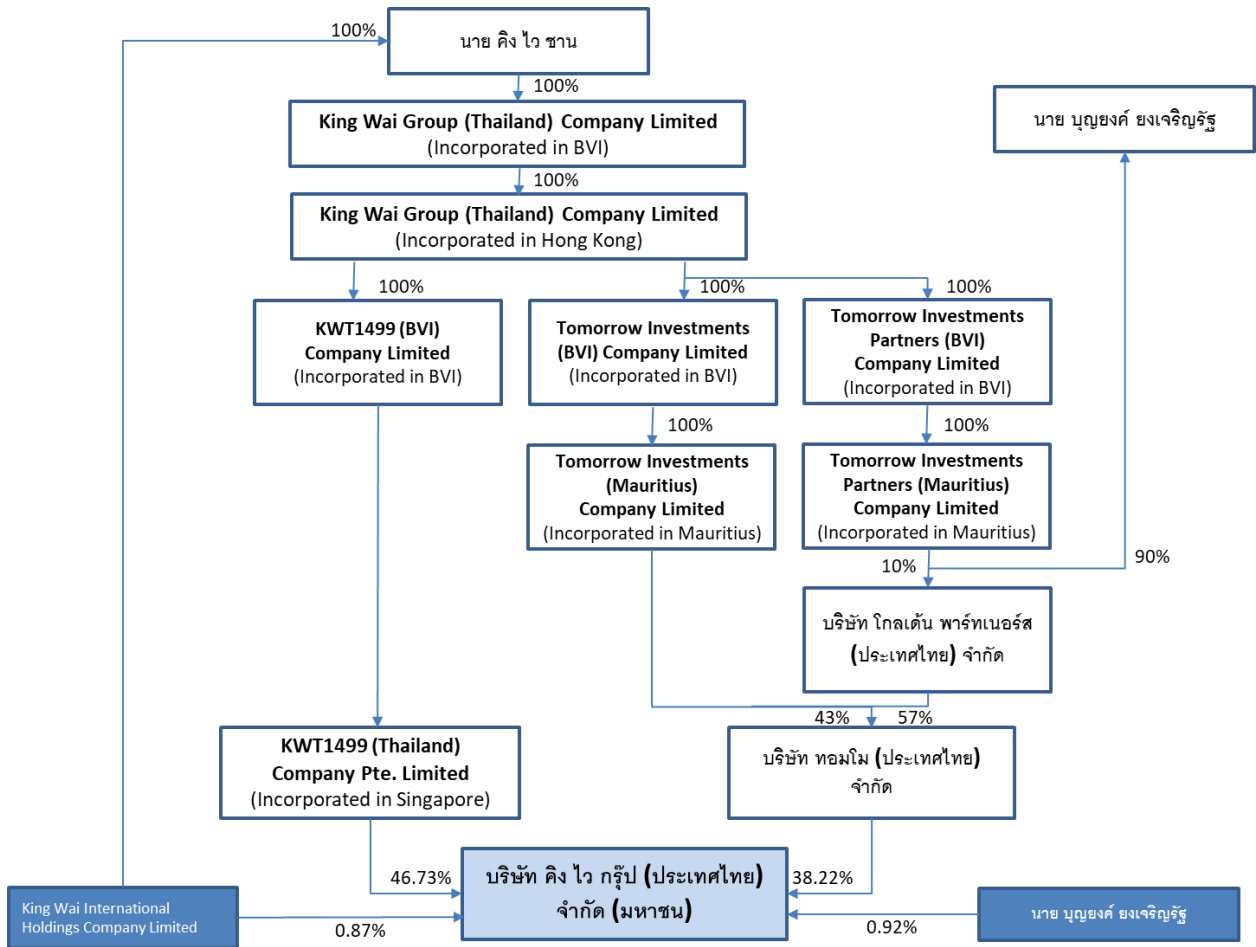 100%
นาย คิง ไว ชาน
100%
King Wai Group (Thailand) Company Limited
(Incorporated in BVI)
นาย บุญยงค์ ยงเจริญรัฐ
100%
King Wai Group (Thailand) Company Limited
(Incorporated in Hong Kong)
100%
100%
100%
KWT1499 (BVI)
Company Limited
(Incorporated in BVI)
Tomorrow Investments
(BVI) Company Limited
(Incorporated in BVI)
Tomorrow Investments
Partners (BVI)
Company Limited
(Incorporated in BVI)
100%
100%
Tomorrow Investments
(Mauritius)
Company Limited
(Incorporated in Mauritius)
Tomorrow Investments
Partners (Mauritius)
Company Limited
(Incorporated in Mauritius)
10%
90%
บริษัท โกลเด้น พาร์ทเนอร์ส
(ประเทศไทย) จำกัด
43%
57%
KWT1499 (Thailand)
Company Pte. Limited
(Incorporated in Singapore)
บริษัท ทอมโม (ประเทศไทย)
จำกัด
46.73%
บริษัท คิง ไว กรุ๊ป (ประเทศไทย)
จำกัด (มหาชน)
38.22%
King Wai International
Holdings Company Limited
0.87%
0.92%
นาย บุญยงค์ ยงเจริญรัฐ